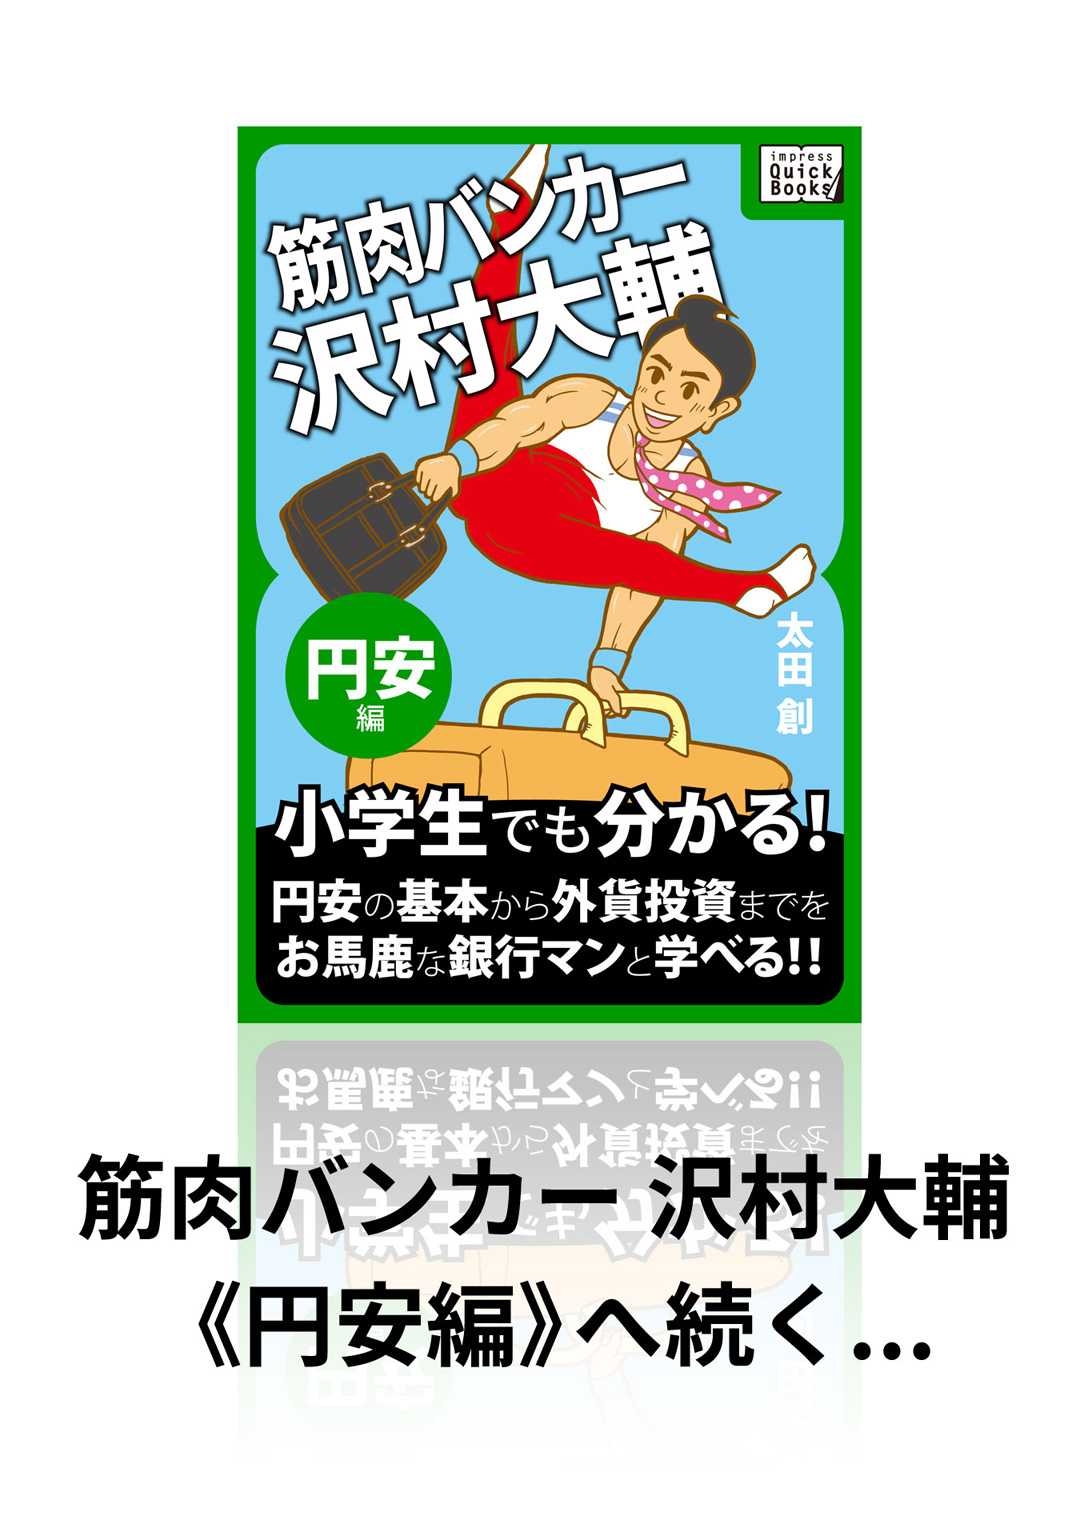 impress
Quick
Books
筋肉バンカー
沢村大輔
太田 創
円安
編
小学生でも分かる!
円安の基本から外貨投資までを
お馬鹿な銀行マンと学べる!!
筋肉バンカー 沢村大輔
《円安編》へ続く...